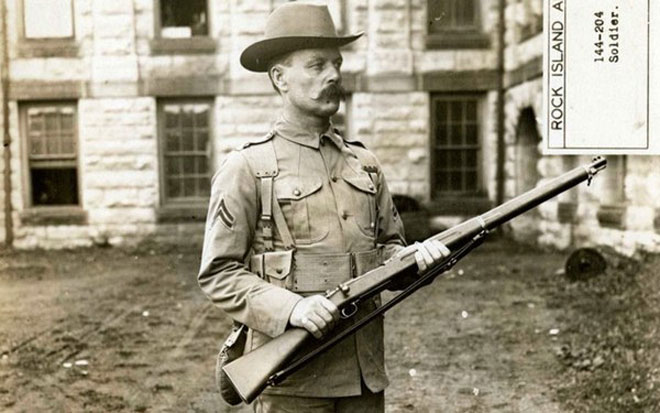 ROCK ISLAND A
144-204
Soldier.